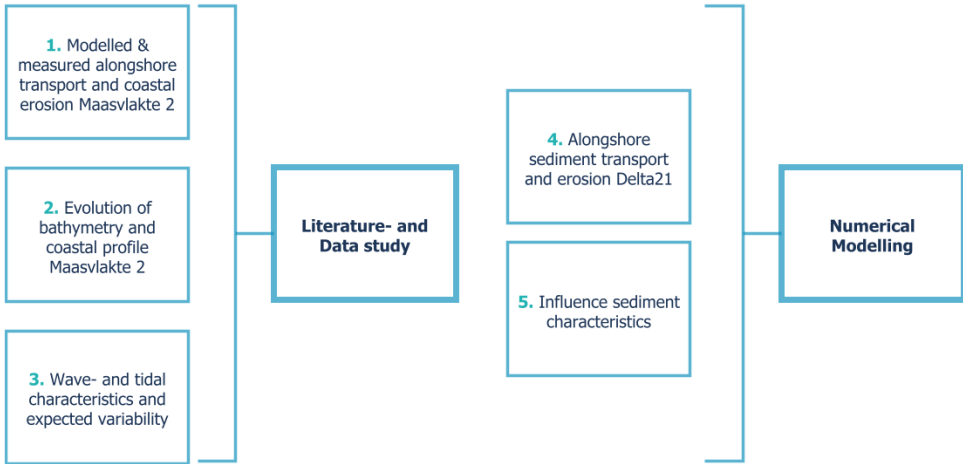 1. Modelled &
measured alongshore
transport and coastal
erosion Maasvlakte 2
2. Evolution of
bathymetry and
coastal profile
Maasvlakte 2
3. Wave- and tidal
characteristics and
expected variability
Literature- and
Data study
4. Alongshore
sediment transport
and erosion Delta21
5. Influence sediment
characteristics
Numerical
Modelling